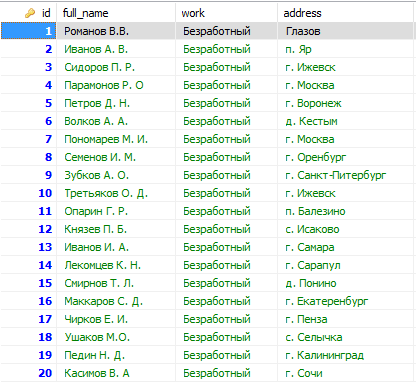 id full_name work address
1 Романов В.В. Безработный Глазов
2 Иванов А. В. Безработный п. Яр
3 Сидоров П. Р. Безработный г. Ижевск
4 Парамонов Р. О Безработный г. Москва
5 Петров Д. Н. Безработный г. Воронеж
6 Волков А. А. Безработный д. Кестым
7 Пономарев М. И. Безработный г. Москва
8 Семенов И. М. Безработный г. Оренбург
9 Зубков А. О. Безработный г. Санкт-Питербург
10 Третьяков О. Д. Безработный г. Ижевск
11 Опарин Г. Р. Безработный п. Балезино
12 Князев П. Б. Безработный с. Исаково
13 Иванов И. А. Безработный г. Самара
14 Лекомцев К. Н. Безработный г. Сарапул
15 Смирнов Т. Л. Безработный д. Понино
16 Маккаров С. Д. Безработный г. Екатеренбург
17 Чирков Е. И. Безработный г. Пенза
18 Ушаков М.О. Безработный с. Селычка
19 Педин Н. Д. Безработный г. Калининград
20 Касимов В. А Безработный г. Сочи